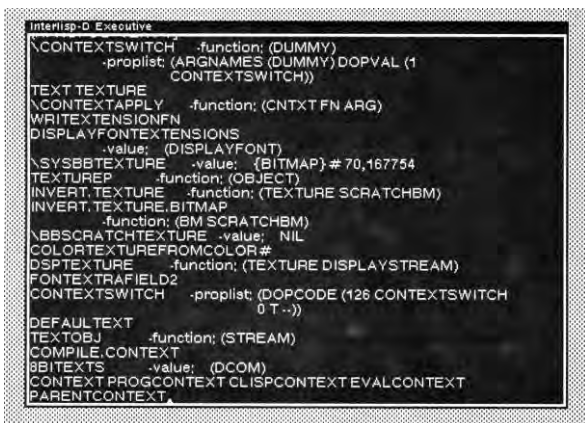 Interlisp-D Executive
\CONTEXTSWITCH -function; (DUMMY)
-proplist; (ARGNAMES (DUMMY) DOPVAL (1
CONTEXTSWITCH))
TEXT TEXTURE
\CONTEXTAPPLY -function; (CNTXT FN ARG)
WRITEXTENSIONFN
DISPLAYFONTEXTENSIONS
-value; (DISPLAYFONT)
\SYSBBTEXTURE -value; {BITMAP}#70,167754
TEXTUREP -function; (OBJECT)
INVERT.TEXTURE -function; (TEXTURE SCRATCHBM)
INVERT.TEXTURE.BITMAP
-function; (BM SCRATCHBM)
\BBSCRATCHTEXTURE -value; NIL
COLORTEXTUREFROMCOLOR#
DSPTEXTURE -function; (TEXTURE DISPLAYSTREAM)
FONTEXTRAFIELD2
CONTEXTSWITCH -proplist; (DOPCODE (126 CONTEXTSWITCH
0 T --))
DEFAULTEXT
TEXTOBJ -function; (STREAM)
COMPILE.CONTEXT
8BITEXTS -value; (DCOM)
CONTEXT PROGCONTEXT CLISPCONTEXT EVALCONTEXT
PARENTCONTEXT